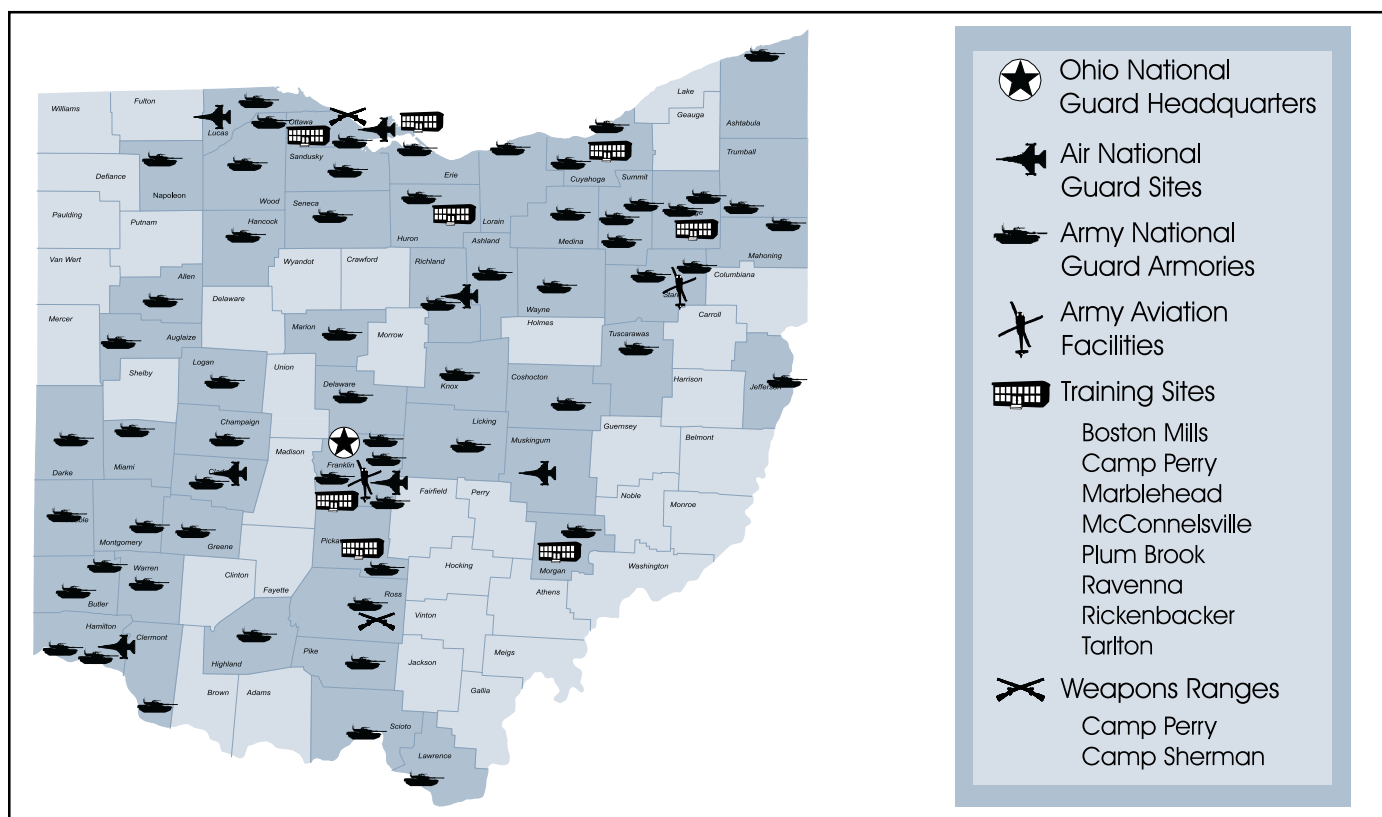 Williams
Fulton
Lucas
Ottawa
Lake
Geauga
Ashtabula
Trumball
Defiance
Napoleon
Wood
Sandusky
Erie
Cuyahoga
Summit
Paulding
Putnam
Hancock
Seneca
Huron
Lorain
Ashland
Medina
Mahoning
Van Wert
Allen
Wyandot
Crawford
Richland
Wayne
Columbiana
Mercer
Auglaize
Delaware
Marion
Morrow
Holmes
Tuscarawas
Carroll
Shelby
Logan
Union
Delaware
Knox
Coshocton
Harrison
Jefferson
Darke
Miami
Champaign
Madison
Franklin
Licking
Muskingum
Guernsey
Belmont
Montgomery
Greene
Fairfield
Perry
Noble
Monroe
Butler
Warren
Clinton
Fayette
Ross
Hocking
Morgan
Washington
Athens
Vinton
Hamilton
Clermont
Highland
Pike
Jackson
Meigs
Gallia
Brown
Adams
Scioto
Lawrence
Ohio National
Guard Headquarters
Air National
Guard Sites
Army National
Guard Armories
Army Aviation
Facilities
Training Sites
Boston Mills
Camp Perry
Marblehead
McConnelsville
Plum Brook
Ravenna
Rickenbacker
Tarlton
Weapons Ranges
Camp Perry
Camp Sherman